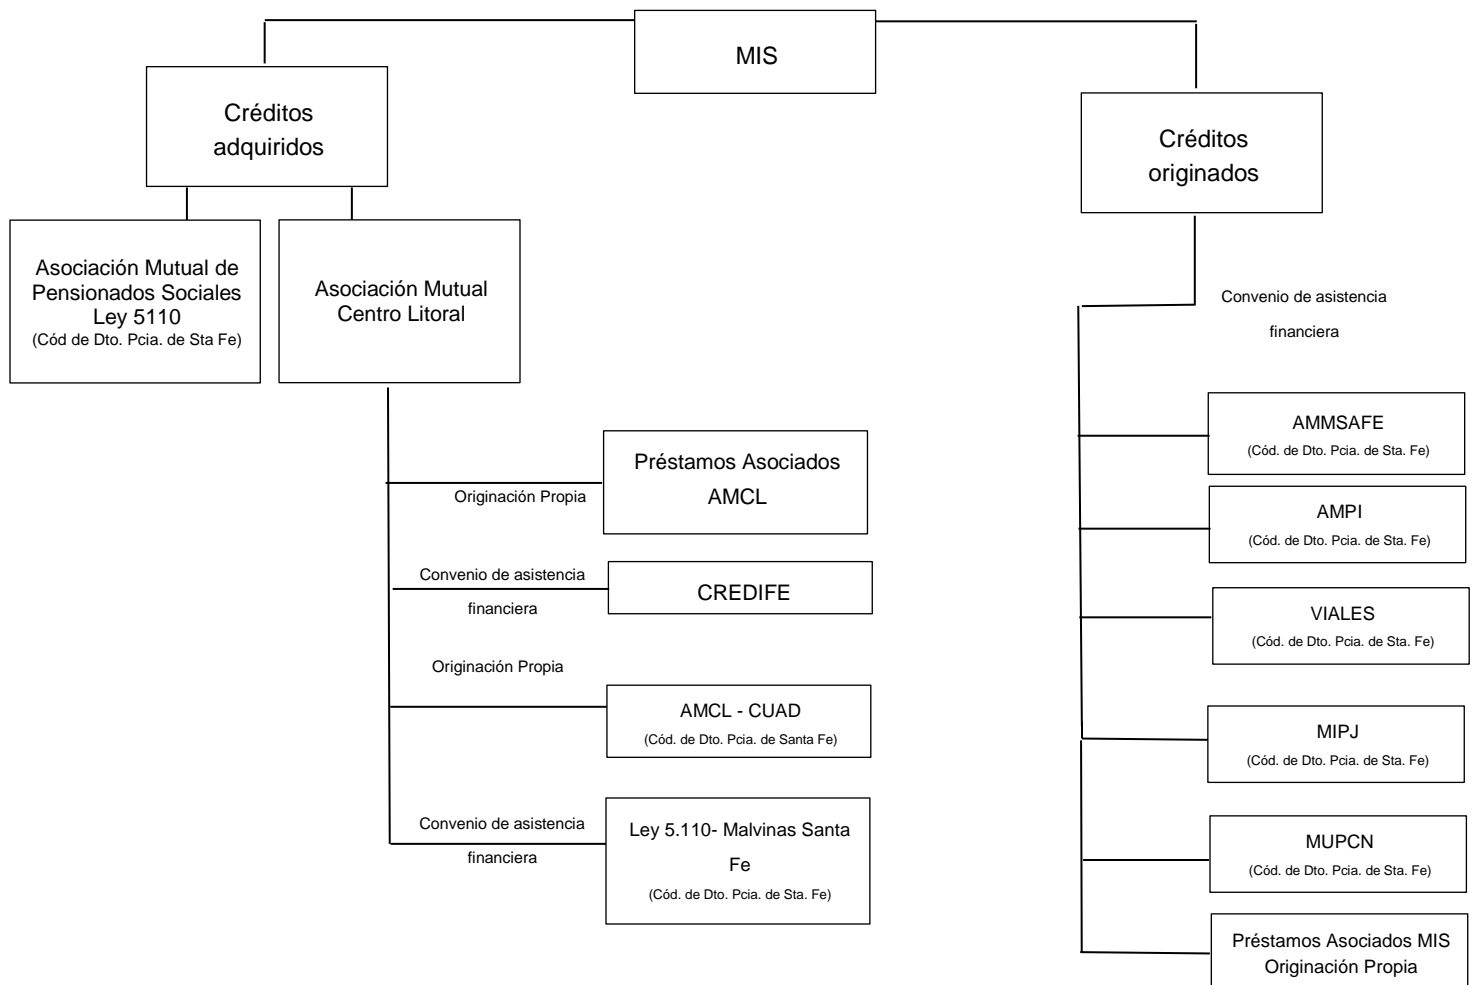 MIS
Créditos
adquiridos
Créditos
originados
Asociación Mutual de
Pensionados Sociales
Ley 5110
(Cód de Dto. Pcia. de Sta Fe)
Asociación Mutual
Centro Litoral
Convenio de asistencia
financiera
Originación Propia
Préstamos Asociados
AMCL
Convenio de asistencia
financiera
CREDIFE
Originación Propia
AMCL - CUAD
(Cód. de Dto. Pcia. de Santa Fe)
Convenio de asistencia
financiera
Ley 5.110- Malvinas Santa
Fe
(Cód. de Dto. Pcia. de Sta. Fe)
AMMSAFE
(Cód. de Dto. Pcia. de Sta. Fe)
AMPI
(Cód. de Dto. Pcia. de Sta. Fe)
VIALES
(Cód. de Dto. Pcia. de Sta. Fe)
MIPJ
(Cód. de Dto. Pcia. de Sta. Fe)
MUPCN
(Cód. de Dto. Pcia. de Sta. Fe)
Préstamos Asociados MIS
Originación Propia